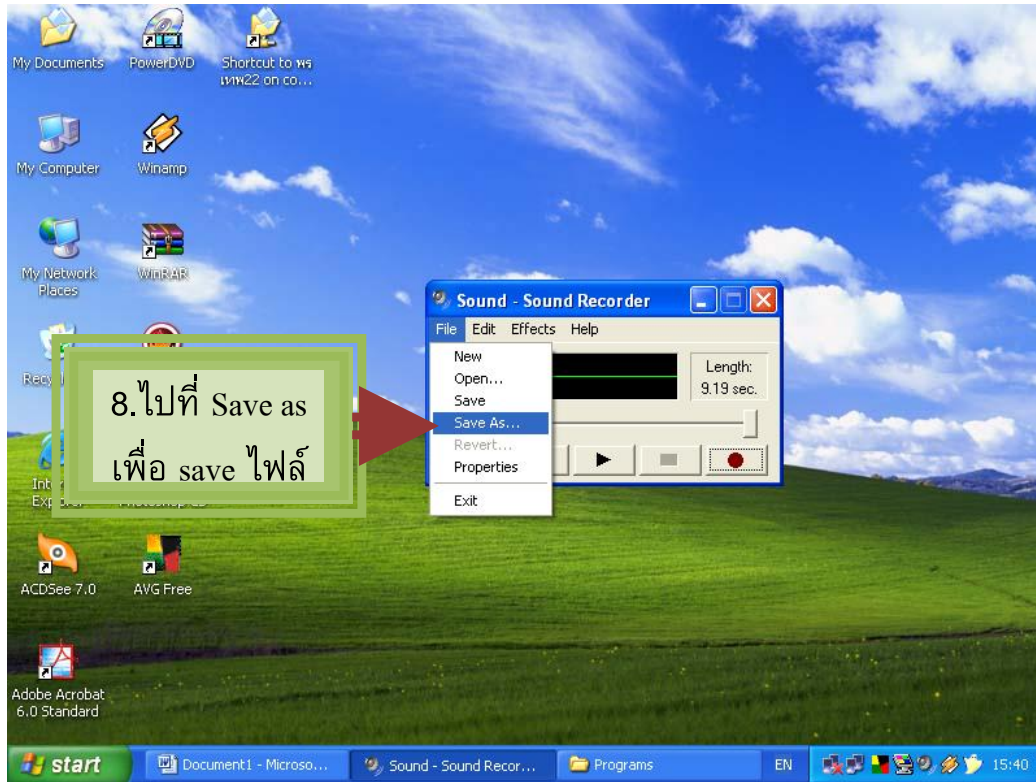 My Documents
PowerDVD
Shortcut to พร
เทพ22 on co...
My Computer
Winamp
My Network
Places
WinRAR
Sound - Sound Recorder
File Edit Effects Help
New
Open...
Save
Save As...
Revert...
Properties
Exit
Length:
9.19 sec.
8.ไปที่ Save as
เพื่อ save ไฟล์
ACDSee 7.0
AVG Free
Adobe Acrobat
6.0 Standard
start
Document1 - Microso...
Sound - Sound Recor...
Programs
EN
15:40